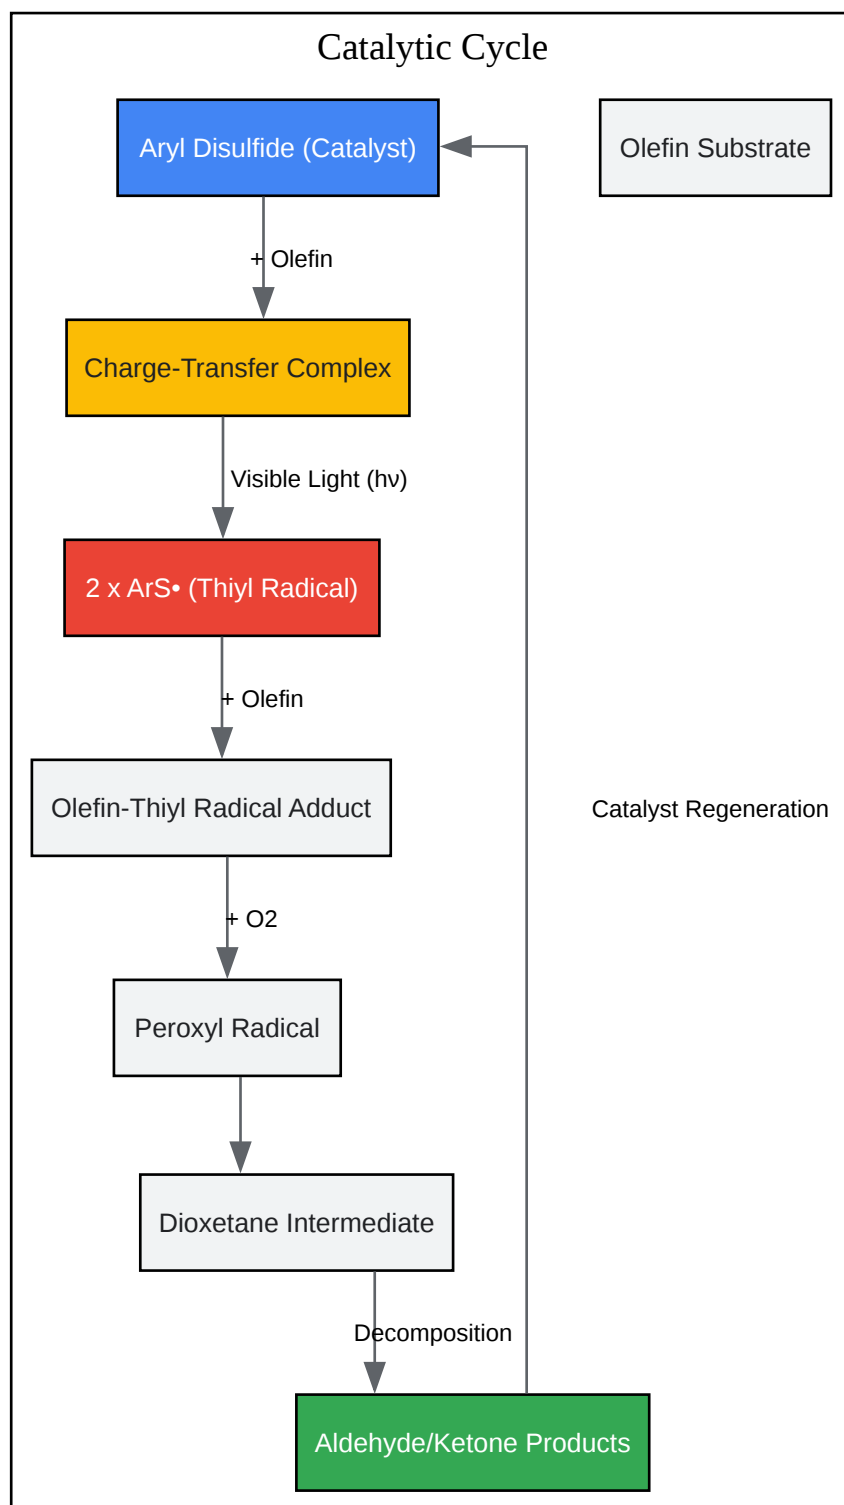 Catalytic Cycle
Aryl Disulfide (Catalyst)
Olefin Substrate
+ Olefin
Charge-Transfer Complex
Visible Light (hν)
2 x ArS• (Thiyl Radical)
+ Olefin
Olefin-Thiyl Radical Adduct
Catalyst Regeneration
+ O2
Peroxyl Radical
Dioxetane Intermediate
Decomposition
Aldehyde/Ketone Products